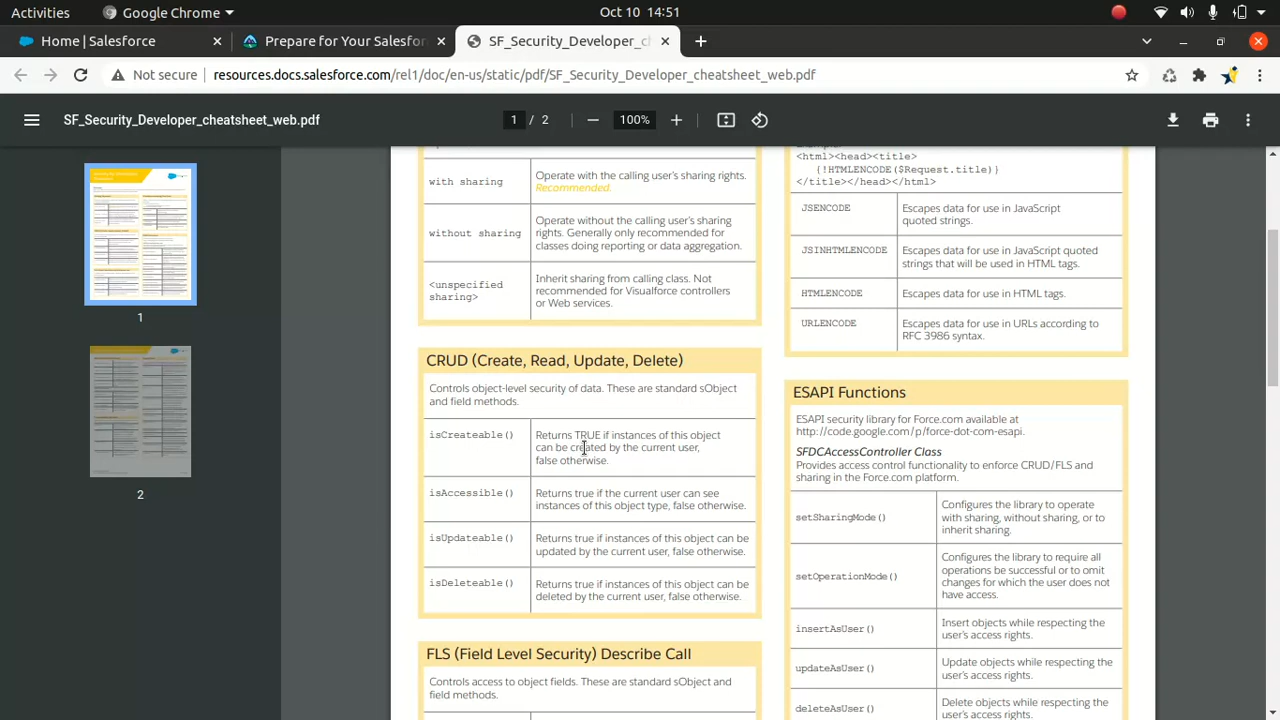 Activities
Google Chrome
Oct 10 14:51
Home | Salesforce
Prepare for Your Salesfor
SF_Security_Developer_c
Not secure
resources.docs.salesforce.com/rel1/doc/en-us/static/pdf/SF_Security_Developer_cheatsheet_web.pdf
SF_Security_Developer_cheatsheet_web.pdf
1 / 2
100%
1
2
with sharing
Operate with the calling user's sharing rights.
Recommended.
without sharing
Operate without the calling user's sharing
rights. Generally only recommended for
classes doing reporting or data aggregation.
<unspecified
sharing>
Inherit sharing from calling class. Not
recommended for Visualforce controllers
or Web services.
CRUD (Create, Read, Update, Delete)
Controls object-level security of data. These are standard sObject
and field methods.
isCreateable()
Returns TRUE if instances of this object
can be created by the current user,
false otherwise.
isAccessible()
Returns true if the current user can see
instances of this object type, false otherwise.
isUpdateable()
Returns true if instances of this object can be
updated by the current user, false otherwise.
isDeleteable()
Returns true if instances of this object can be
deleted by the current user, false otherwise.
FLS (Field Level Security) Describe Call
Controls access to object fields. These are standard sObject and
field methods.
<html><head><title>
{!HTMLENCODE($Request.title)}
</title></head></html>
JSENCODE
Escapes data for use in JavaScript
quoted strings.
JSINHTMLENCODE
Escapes data for use in JavaScript quoted
strings that will be used in HTML tags.
HTMLENCODE
Escapes data for use in HTML tags.
URLENCODE
Escapes data for use in URLs according to
RFC 3986 syntax.
ESAPI Functions
ESAPI security library for Force.com available at
http://code.google.com/p/force-dot-com-esapi.
SFDCAccessController Class
Provides access control functionality to enforce CRUD/FLS and
sharing in the Force.com platform.
setSharingMode()
Configures the library to operate
with sharing, without sharing, or to
inherit sharing.
setOperationMode()
Configures the library to require all
operations be successful or to omit
changes for which the user does not
have access.
insertAsUser()
Insert objects while respecting the
user's access rights.
updateAsUser()
Update objects while respecting the
user's access rights.
deleteAsUser()
Delete objects while respecting the
user's access rights.